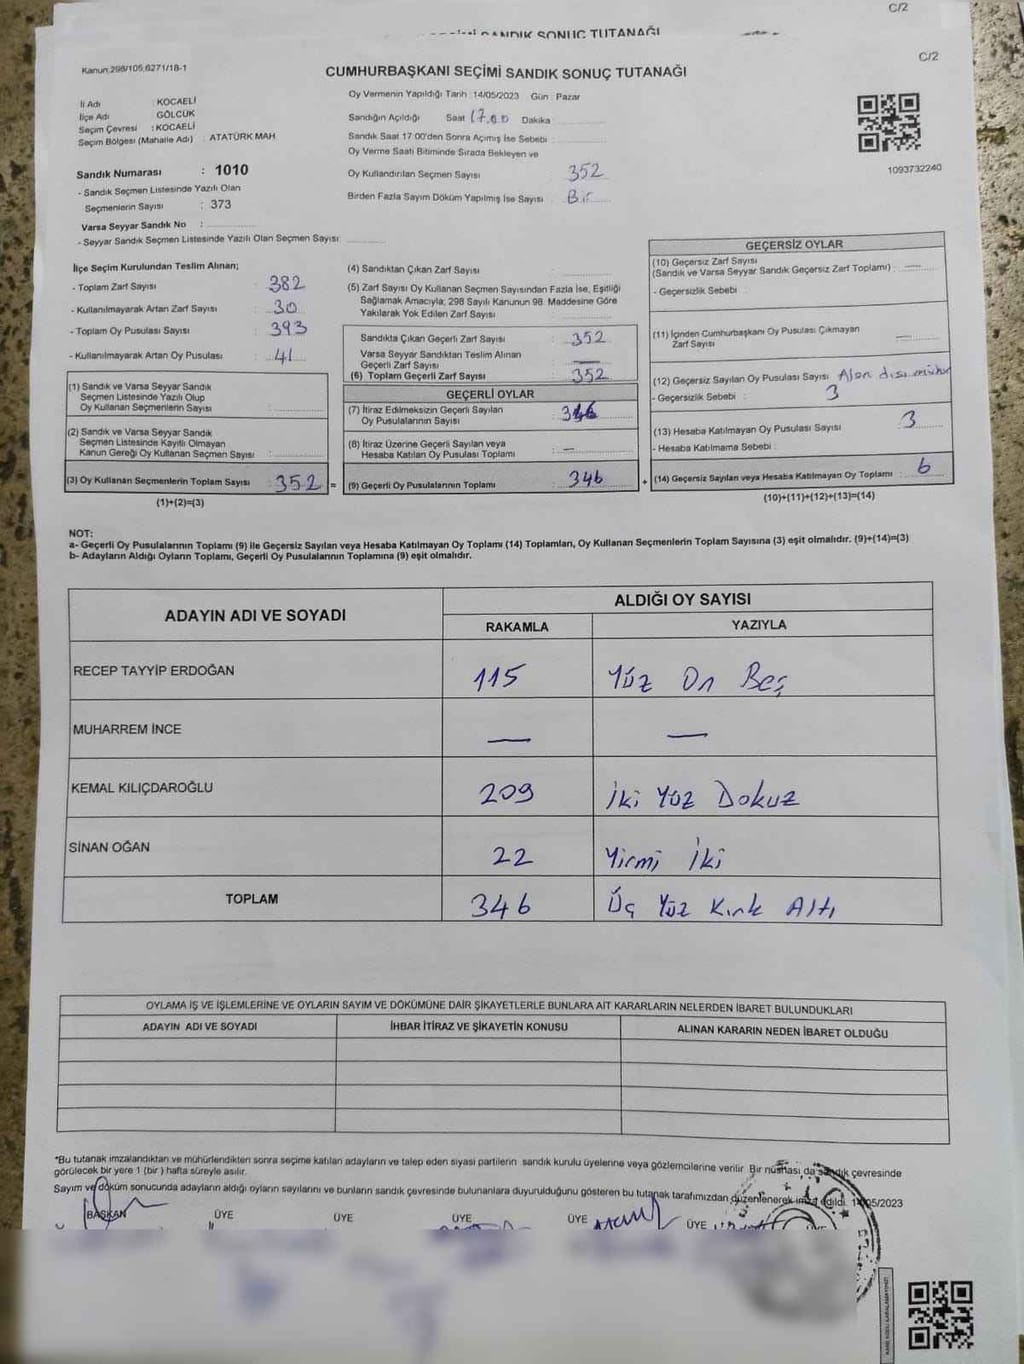 C/2
SANDIK SONUÇ TUTANAĞI
C/2
Kanun:298/105,6271/18-1
CUMHURBAŞKANI SEÇİMİ SANDIK SONUÇ TUTANAĞI
İl Adı : KOCAELİ
İlçe Adı : GÖLCÜK
Seçim Çevresi : KOCAELİ
Seçim Bölgesi (Mahalle Adı) : ATATÜRK MAH
Sandık Numarası : 1010
- Sandık Seçmen Listesinde Yazılı Olan
Seçmenlerin Sayısı : 373
Varsa Seyyar Sandık No :
- Seyyar Sandık Seçmen Listesinde Yazılı Olan Seçmen Sayısı:
Oy Vermenin Yapıldığı Tarih :14/05/2023 Gün : Pazar
Sandığın Açıldığı Saat 17.00 Dakika
Sandık Saat 17:00'den Sonra Açımış İse Sebebi :
Oy Verme Saati Bitiminde Sırada Bekleyen ve
Oy Kullandırılan Seçmen Sayısı : 352
Birden Fazla Sayım Döküm Yapılmış İse Sayısı : Bir
1093732240
İlçe Seçim Kurulundan Teslim Alınan;
- Toplam Zarf Sayısı : 382
- Kullanılmayarak Artan Zarf Sayısı : 30
- Toplam Oy Pusulası Sayısı : 393
- Kullanılmayarak Artan Oy Pusulası : 41
(1) Sandık ve Varsa Seyyar Sandık
Seçmen Listesinde Yazılı Olup
Oy Kullanan Seçmenlerin Sayısı :
(2) Sandık ve Varsa Seyyar Sandık
Seçmen Listesinde Kayıtlı Olmayan
Kanun Gereği Oy Kullanan Seçmen Sayısı :
(3) Oy Kullanan Seçmenlerin Toplam Sayısı : 352 =
(1)+(2)=(3)
(4) Sandıktan Çıkan Zarf Sayısı :
(5) Zarf Sayısı Oy Kullanan Seçmen Sayısından Fazla İse, Eşitliği
Sağlamak Amacıyla; 298 Sayılı Kanunun 98. Maddesine Göre
Yakılarak Yok Edilen Zarf Sayısı :
Sandıkta Çıkan Geçerli Zarf Sayısı : 352
Varsa Seyyar Sandıktan Teslim Alınan
Geçerli Zarf Sayısı : —
(6) Toplam Geçerli Zarf Sayısı : 352
GEÇERLİ OYLAR
(7) İtiraz Edilmeksizin Geçerli Sayılan
Oy Pusulalarının Sayısı : 346
(8) İtiraz Üzerine Geçerli Sayılan veya
Hesaba Katılan Oy Pusulası Toplamı : —
(9) Geçerli Oy Pusulalarının Toplamı : 346 +
GEÇERSİZ OYLAR
(10) Geçersiz Zarf Sayısı
(Sandık ve Varsa Seyyar Sandık Geçersiz Zarf Toplamı) : —
- Geçersizlik Sebebi :
(11) İçinden Cumhurbaşkanı Oy Pusulası Çıkmayan
Zarf Sayısı : —
(12) Geçersiz Sayılan Oy Pusulası Sayısı : Alan dışı mühür
- Geçersizlik Sebebi : 3
(13) Hesaba Katılmayan Oy Pusulası Sayısı : 3
- Hesaba Katılmama Sebebi :
(14) Geçersiz Sayılan veya Hesaba Katılmayan Oy Toplamı : 6
(10)+(11)+(12)+(13)=(14)
NOT:
a- Geçerli Oy Pusulalarının Toplamı (9) ile Geçersiz Sayılan veya Hesaba Katılmayan Oy Toplamı (14) Toplamları, Oy Kullanan Seçmenlerin Toplam Sayısına (3) eşit olmalıdır. (9)+(14)=(3)
b- Adayların Aldığı Oyların Toplamı, Geçerli Oy Pusulalarının Toplamına (9) eşit olmalıdır.
ADAYIN ADI VE SOYADI ALDIĞI OY SAYISI
RAKAMLA YAZIYLA
RECEP TAYYİP ERDOĞAN 115 Yüz On Beş
MUHARREM İNCE — —
KEMAL KILIÇDAROĞLU 209 İki Yüz Dokuz
SİNAN OĞAN 22 Yirmi İki
TOPLAM 346 Üç Yüz Kırk Altı
OYLAMA İŞ VE İŞLEMLERİNE VE OYLARIN SAYIM VE DÖKÜMÜNE DAİR ŞİKAYETLERLE BUNLARA AİT KARARLARIN NELERDEN İBARET BULUNDUKLARI
ADAYIN ADI VE SOYADI İHBAR İTİRAZ VE ŞİKAYETİN KONUSU ALINAN KARARIN NEDEN İBARET OLDUĞU
*Bu tutanak imzalandıktan ve mühürlendikten sonra seçime katılan adayların ve talep eden siyasi partilerin sandık kurulu üyelerine veya gözlemcilerine verilir. Bir nüshası da sandık çevresinde
görülecek bir yere 1 (bir) hafta süreyle asılır.
Sayım ve döküm sonucunda adayların aldığı oyların sayılarını ve bunların sandık çevresinde bulunanlara duyurulduğunu gösteren bu tutanak tarafımızdan düzenlenerek imza edildi. 14/05/2023
BAŞKAN ÜYE ÜYE ÜYE ÜYE ÜYE